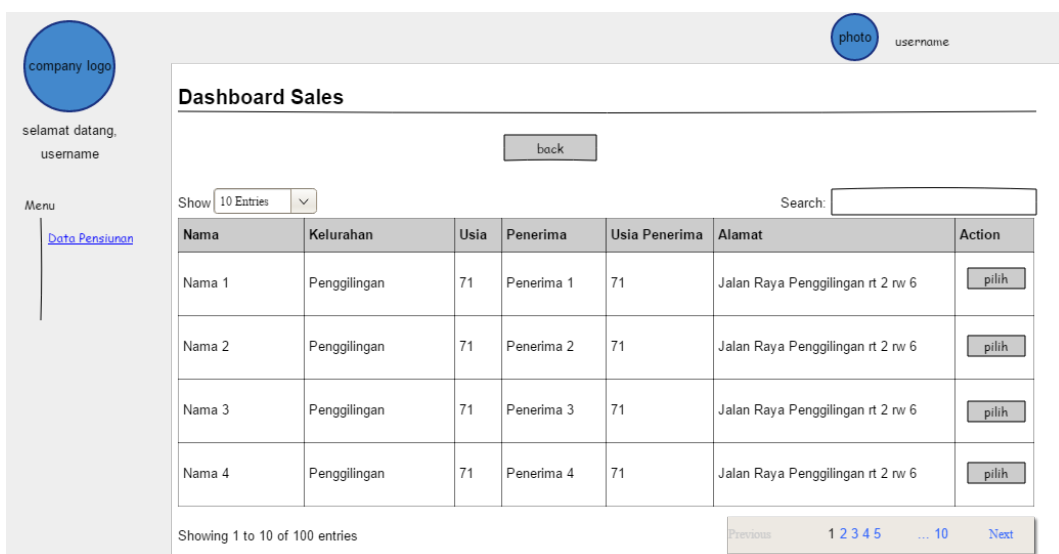 photo username
company logo
Dashboard Sales
selamat datang,
username
back
Menu
Data Pensiunan
Show 10 Entries Search:
Nama Kelurahan Usia Penerima Usia Penerima Alamat Action
Nama 1 Penggilingan 71 Penerima 1 71 Jalan Raya Penggilingan rt 2 rw 6 pilih
Nama 2 Penggilingan 71 Penerima 2 71 Jalan Raya Penggilingan rt 2 rw 6 pilih
Nama 3 Penggilingan 71 Penerima 3 71 Jalan Raya Penggilingan rt 2 rw 6 pilih
Nama 4 Penggilingan 71 Penerima 4 71 Jalan Raya Penggilingan rt 2 rw 6 pilih
Showing 1 to 10 of 100 entries Previous 1 2 3 4 5 ... 10 Next